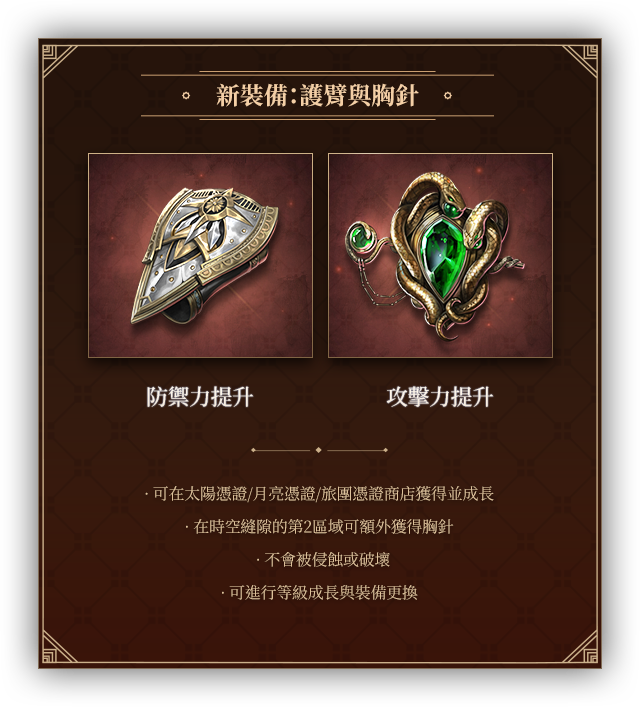 新裝備:護臂與胸針
防禦力提升
攻擊力提升
· 可在太陽憑證/月亮憑證/旅團憑證商店獲得並成長
· 在時空縫隙的第2區域可額外獲得胸針
· 不會被侵蝕或破壞
· 可進行等級成長與裝備更換